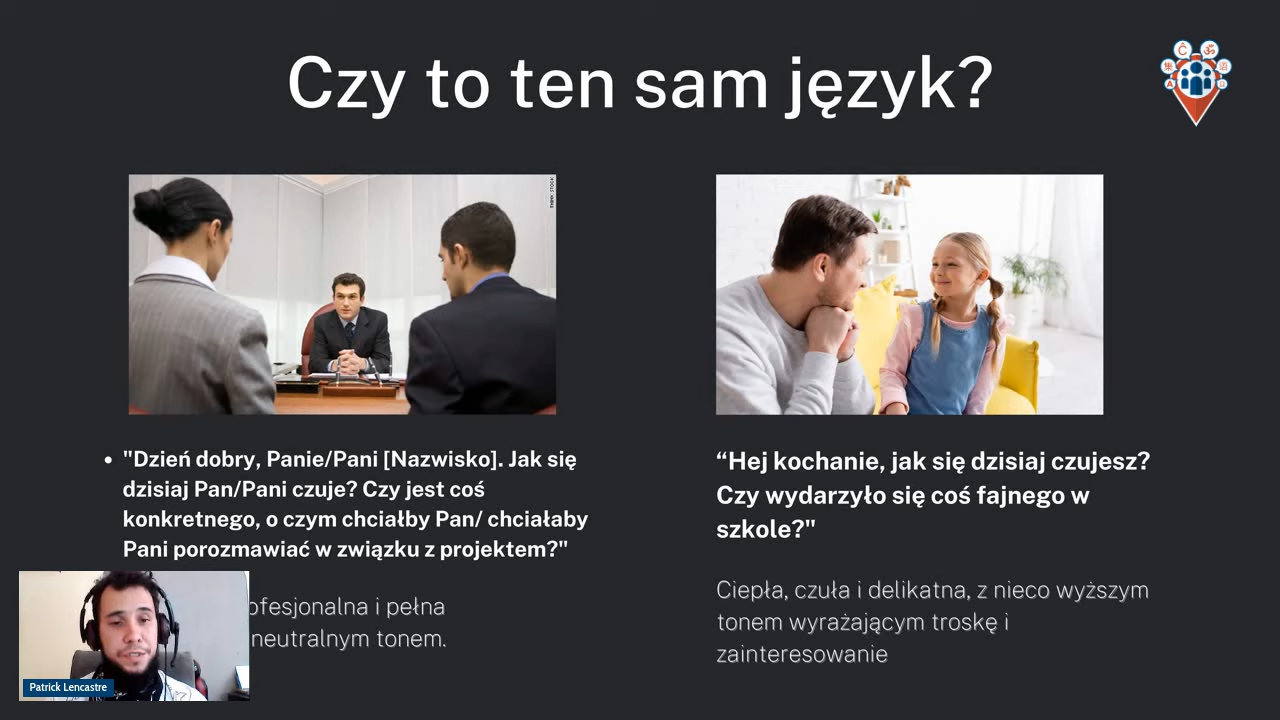 Czy to ten sam język?
"Dzień dobry, Panie/Pani [Nazwisko]. Jak się
dzisiaj Pan/Pani czuje? Czy jest coś
konkretnego, o czym chciałby Pan/ chciałaby
Pani porozmawiać w związku z projektem?"
ofesjonalna i pełna
neutralnym tonem.
“Hej kochanie, jak się dzisiaj czujesz?
Czy wydarzyło się coś fajnego w
szkole?"
Ciepła, czuła i delikatna, z nieco wyższym
tonem wyrażającym troskę i
zainteresowanie
Patrick Lencastre